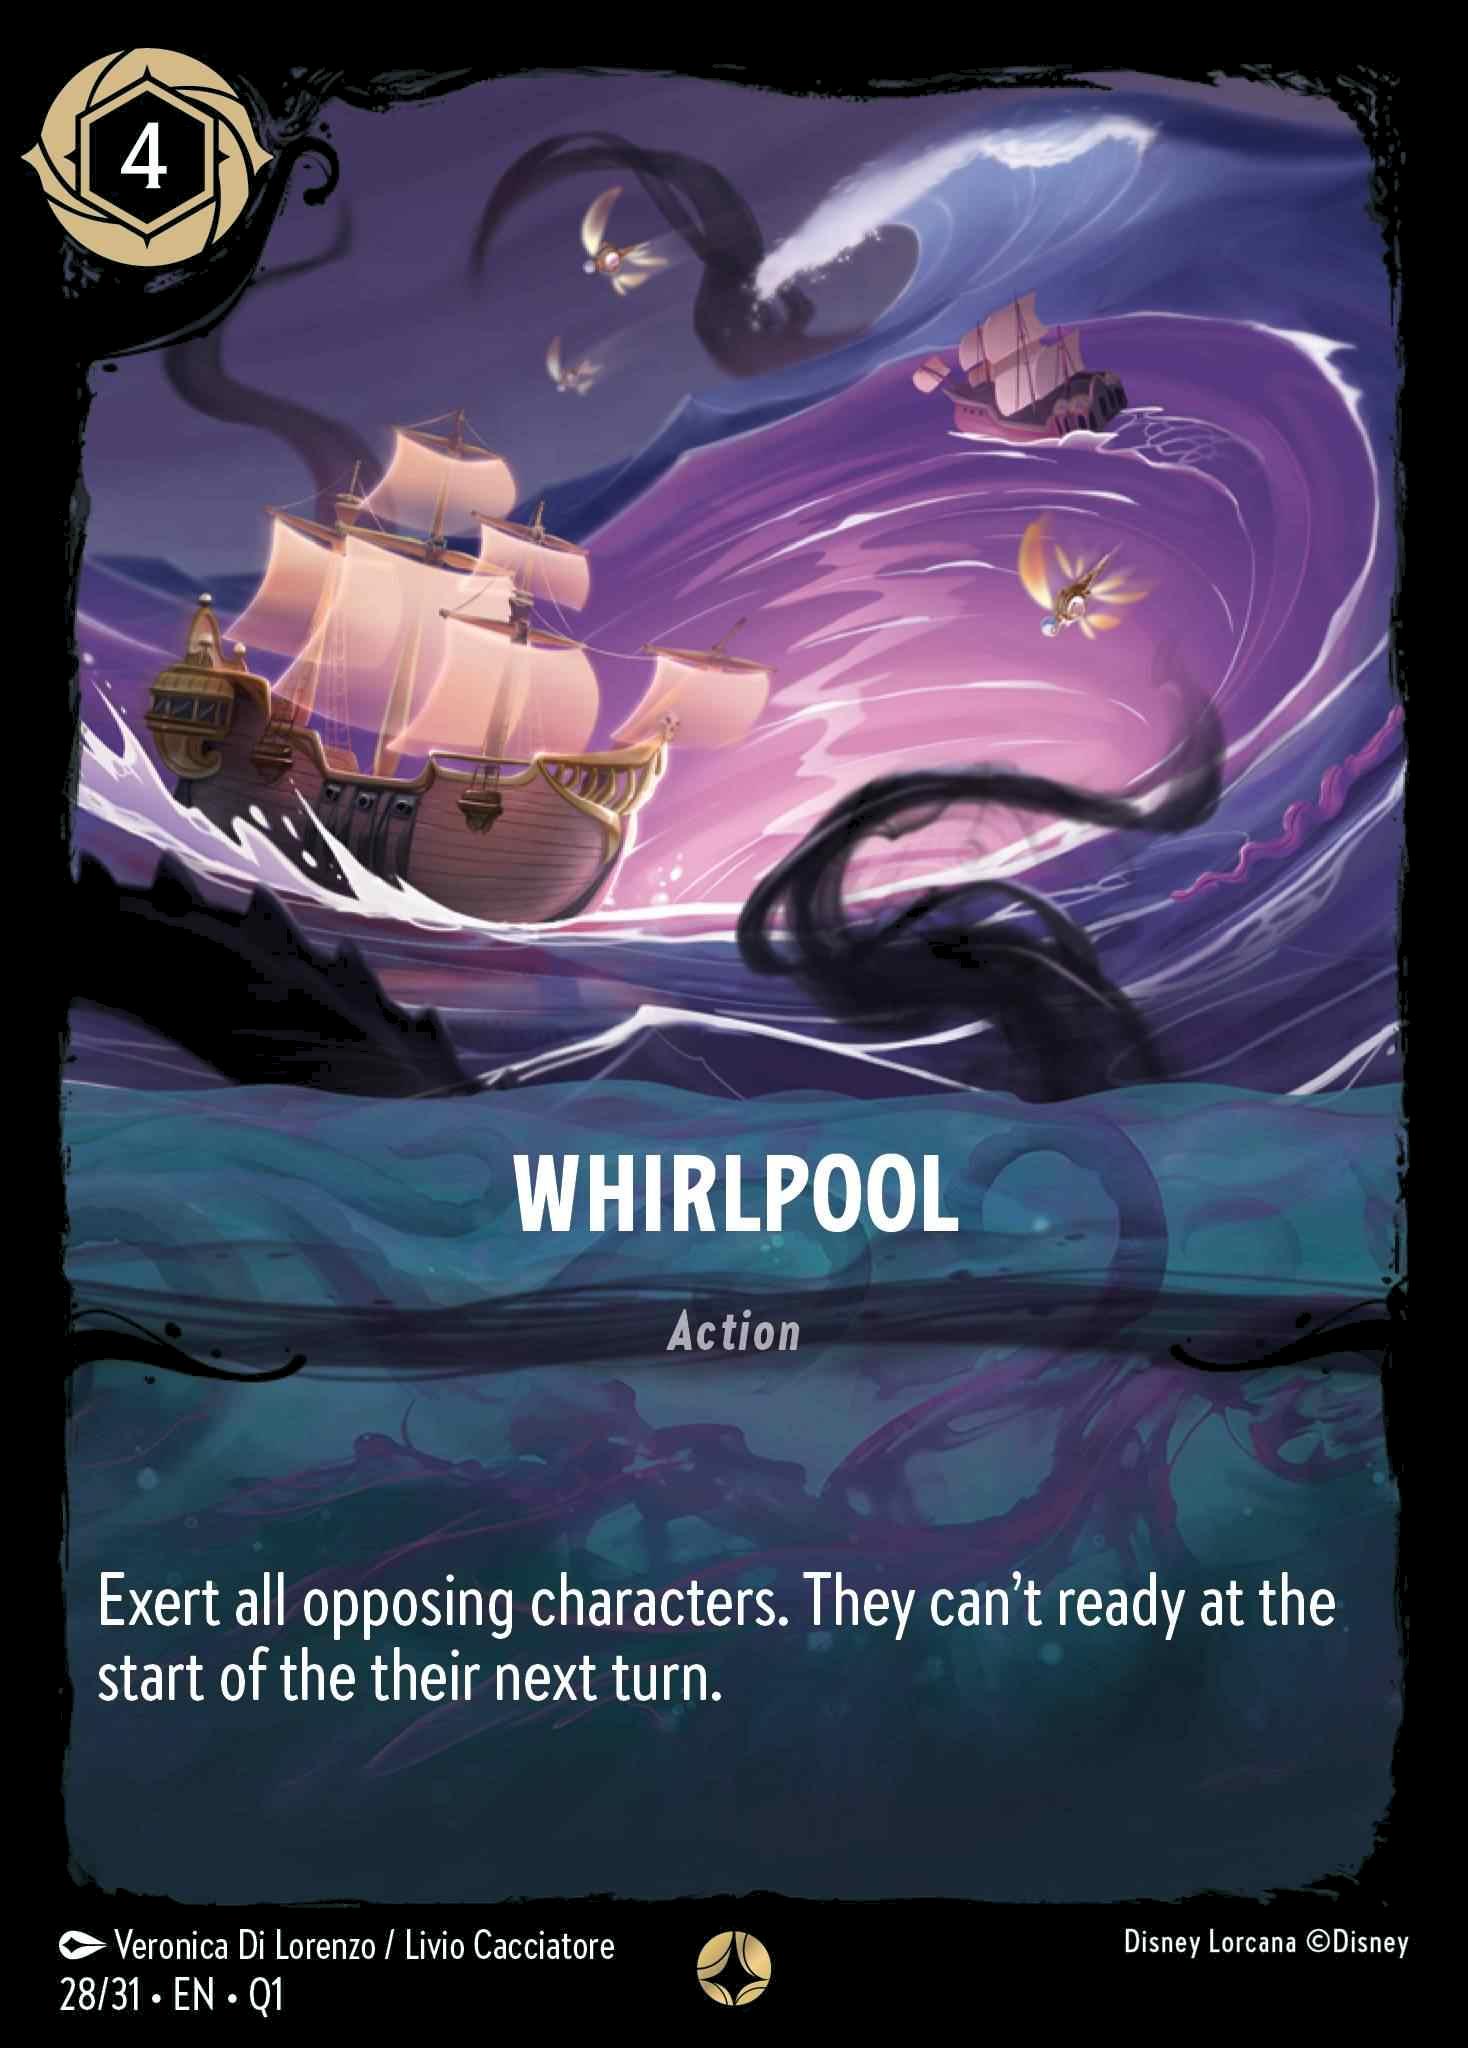 4
WHIRLPOOL
Action
Exert all opposing characters. They can't ready at the
start of the their next turn.
Veronica Di Lorenzo / Livio Cacciatore
Disney Lorcana ©Disney
28/31 • EN • Q1